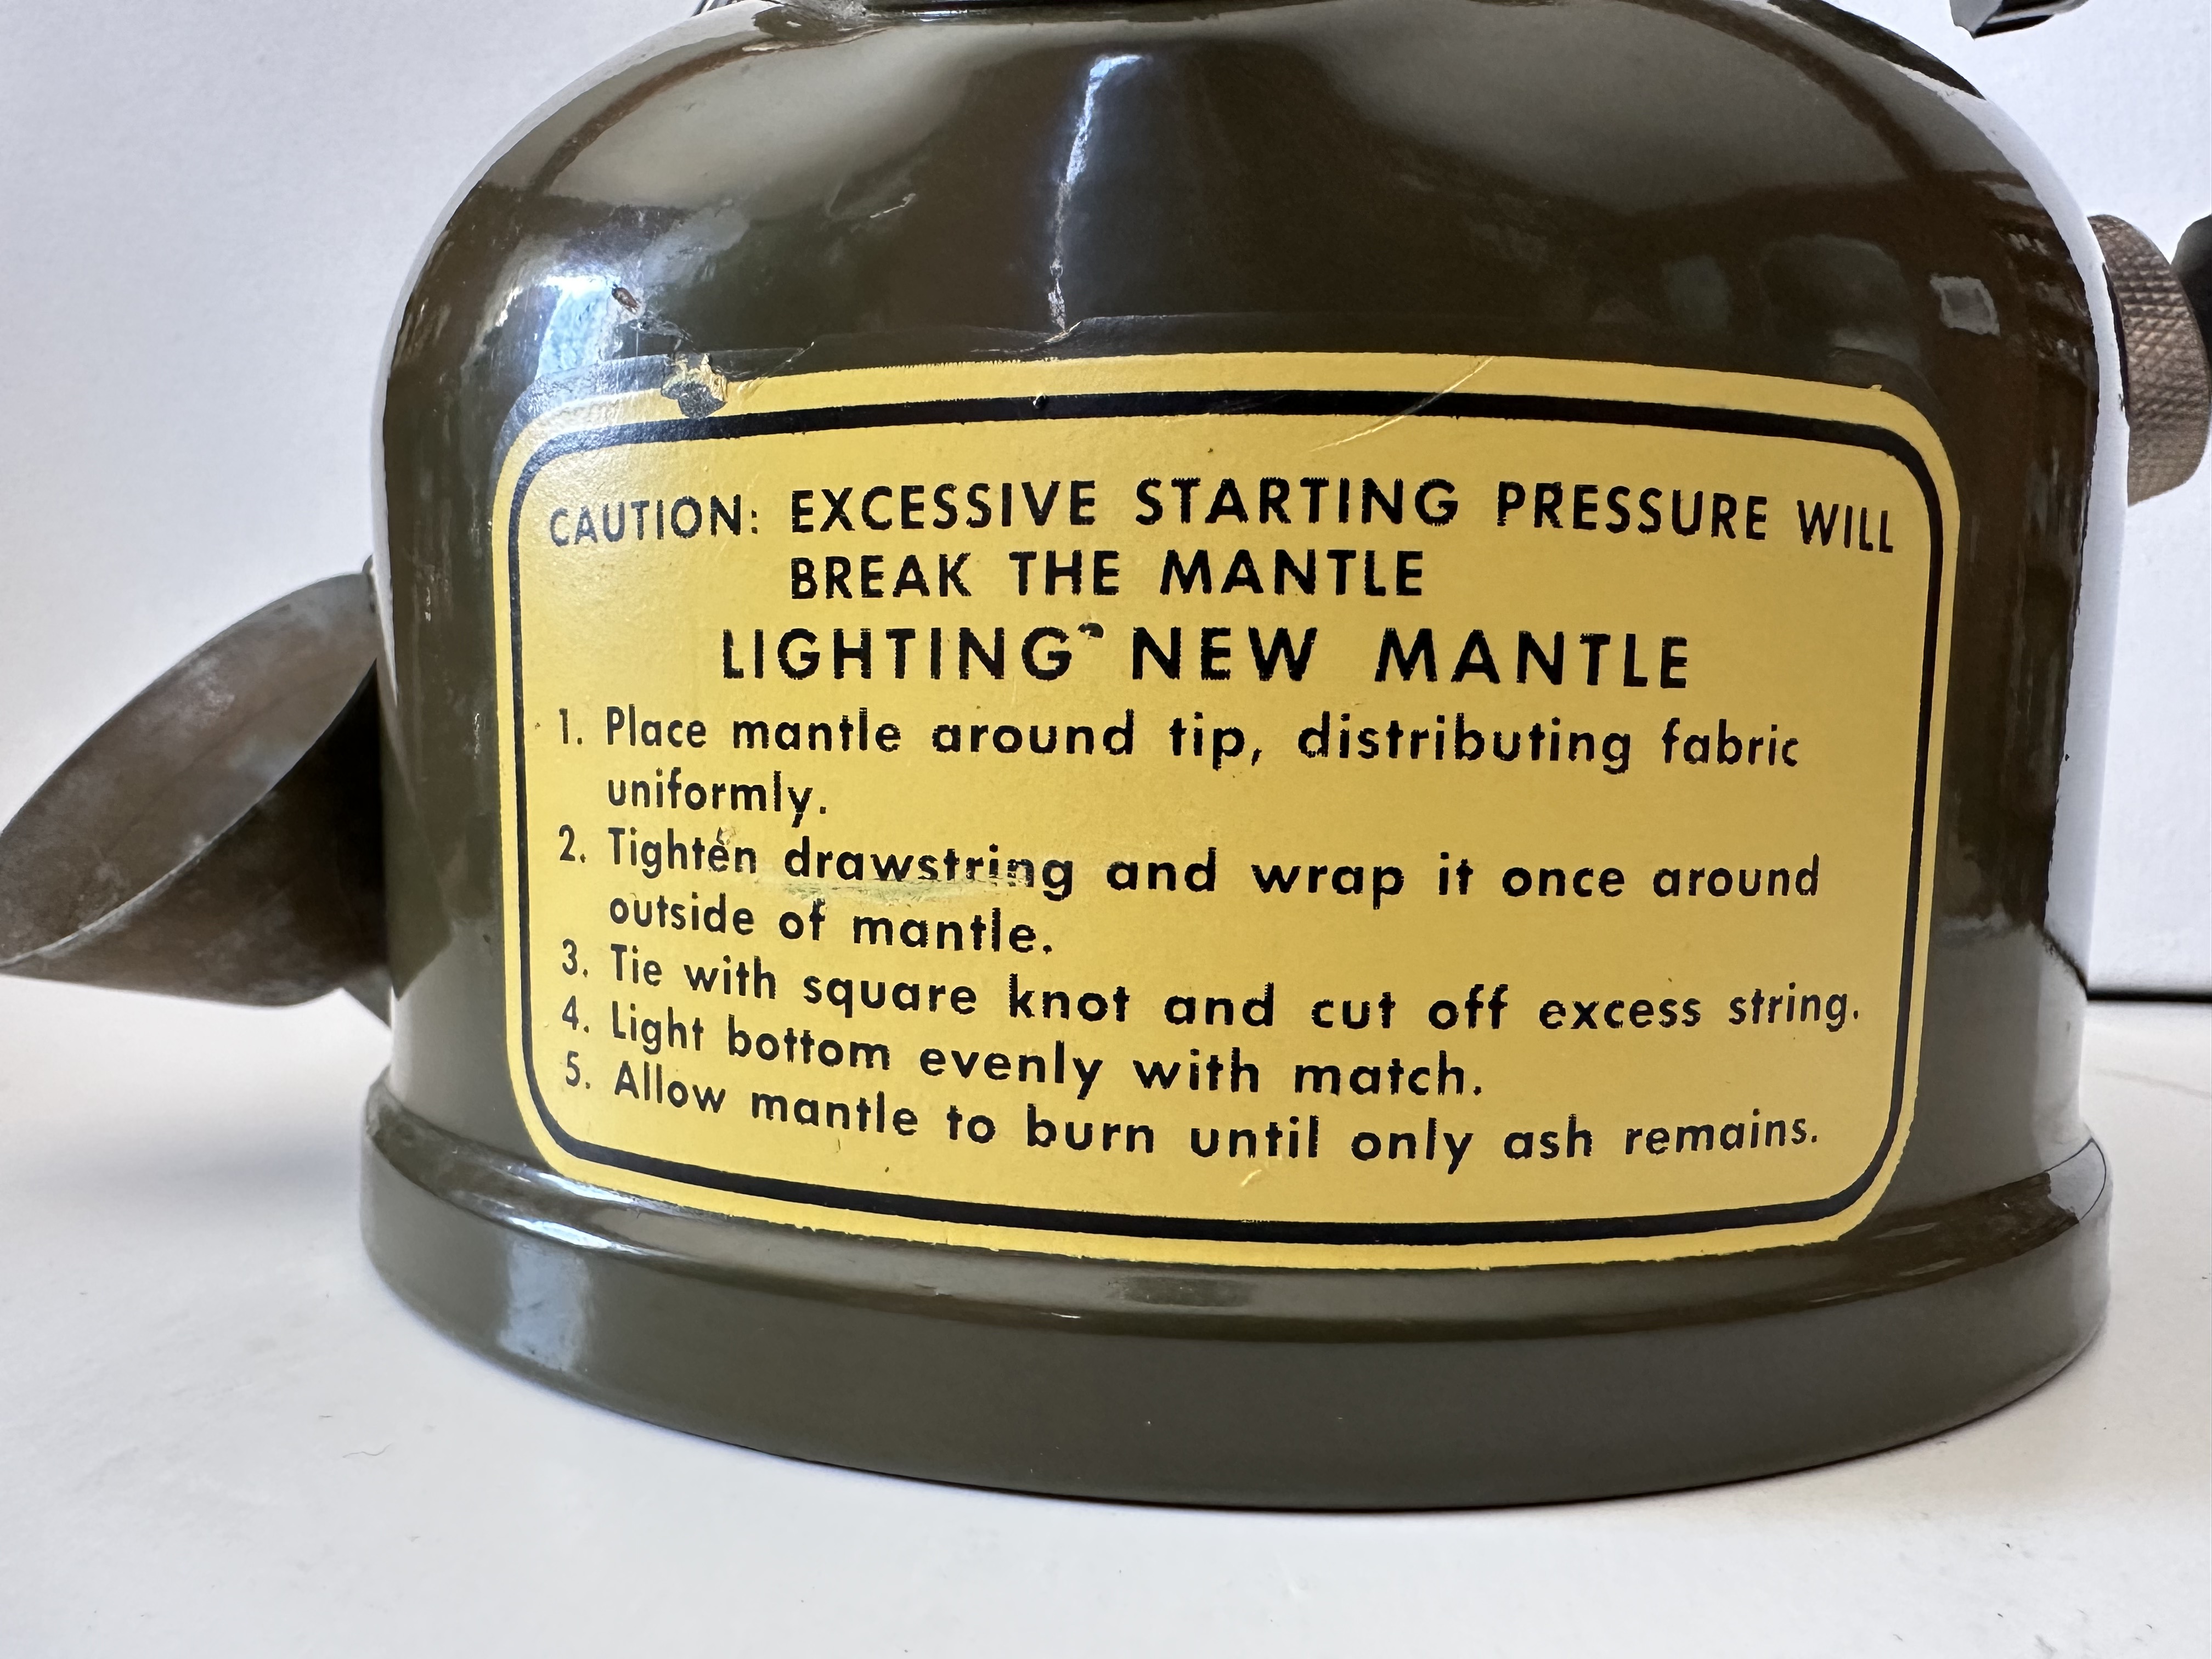 CAUTION: EXCESSIVE STARTING PRESSURE WILL
BREAK THE MANTLE
LIGHTING NEW MANTLE
1. Place mantle around tip, distributing fabric
uniformly.
2. Tighten drawstring and wrap it once around
outside of mantle.
3. Tie with square knot and cut off excess string.
4. Light bottom evenly with match.
5. Allow mantle to burn until only ash remains.